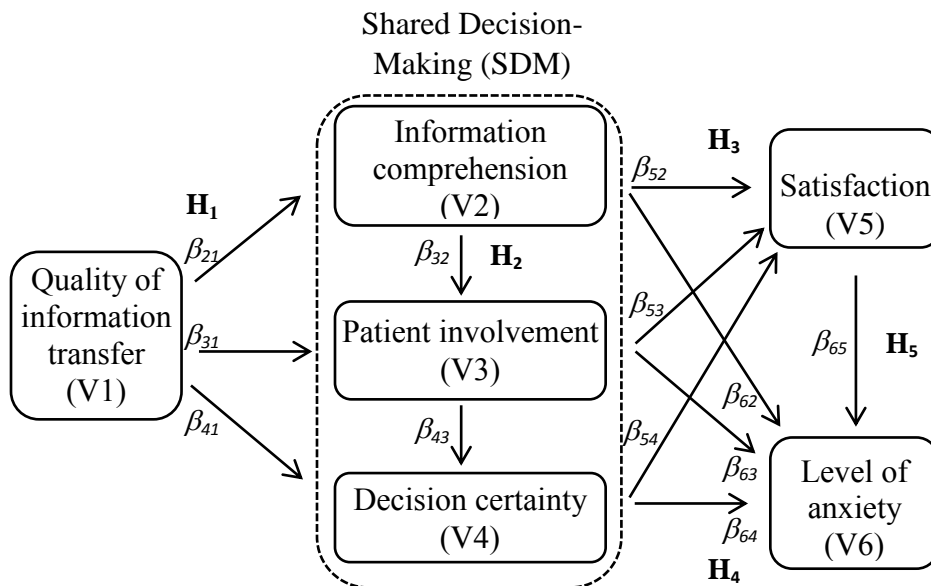 Shared Decision-
Making (SDM)
Information
comprehension
(V2)
H₃
β₅₂
Satisfaction
(V5)
H₁
β₂₁
β₃₂
H₂
Quality of
information
transfer
(V1)
β₃₁
Patient involvement
(V3)
β₅₃
β₆₅
H₅
β₄₁
β₄₃
β₆₂
β₅₄
Decision certainty
(V4)
β₆₃
β₆₄
Level of
anxiety
(V6)
H₄